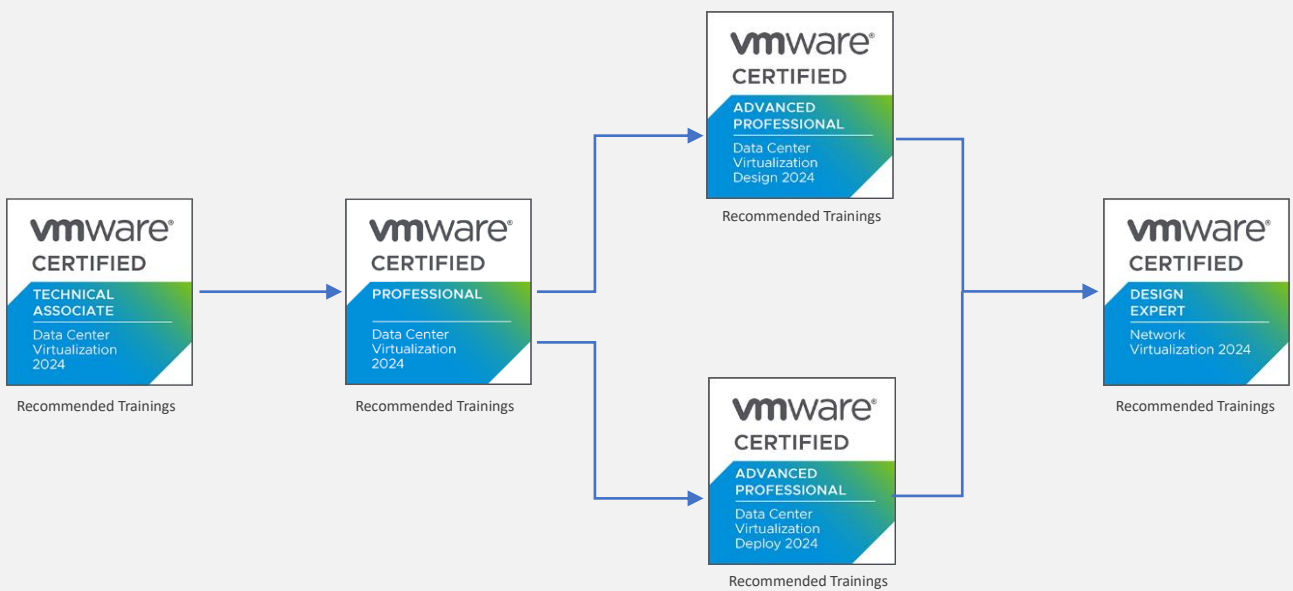 vmware®
CERTIFIED
TECHNICAL
ASSOCIATE
Data Center
Virtualization
2024
Recommended Trainings
vmware®
CERTIFIED
PROFESSIONAL
Data Center
Virtualization
2024
Recommended Trainings
vmware®
CERTIFIED
ADVANCED
PROFESSIONAL
Data Center
Virtualization
Design 2024
Recommended Trainings
vmware®
CERTIFIED
ADVANCED
PROFESSIONAL
Data Center
Virtualization
Deploy 2024
Recommended Trainings
vmware®
CERTIFIED
DESIGN
EXPERT
Network
Virtualization 2024
Recommended Trainings